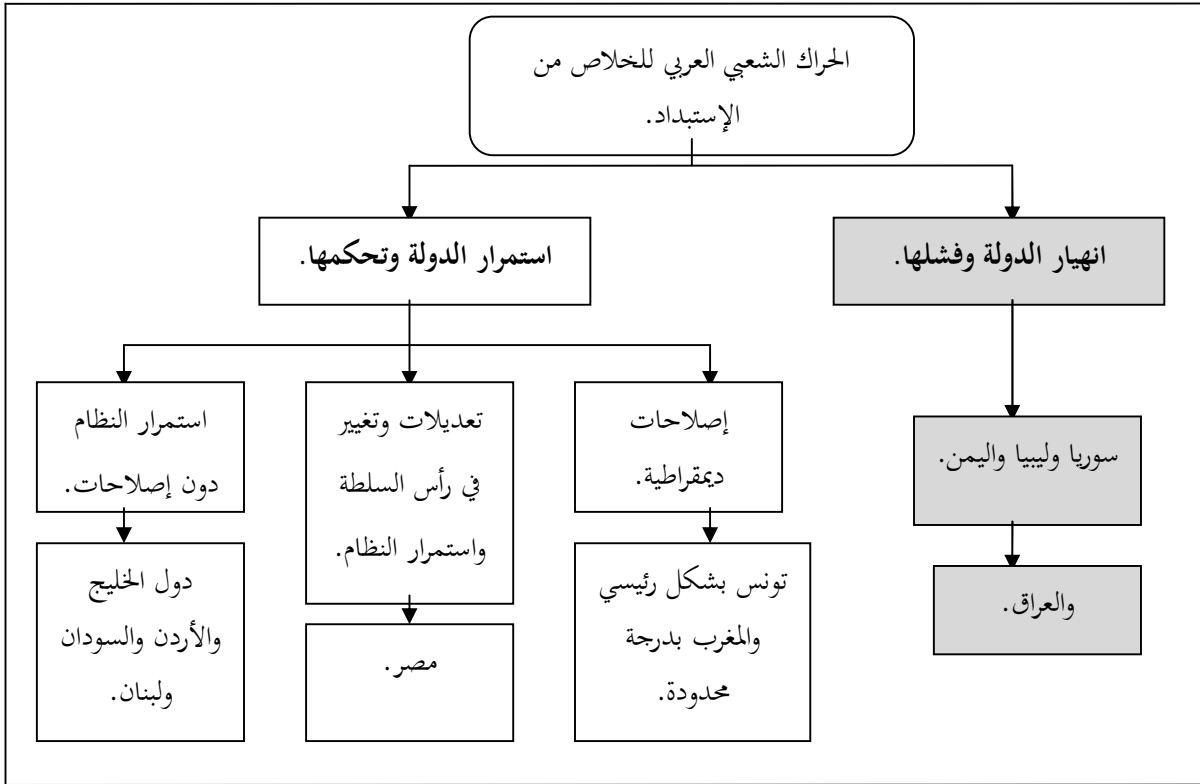 الحراك الشعبي العربي للخلاص من
الإستبداد.
انهيار الدولة وفشلها.
استمرار الدولة وتحكمها.
سوريا وليبيا واليمن.
والعراق.
إصلاحات
ديمقراطية.
تونس بشكل رئيسي
والمغرب بدرجة
محدودة.
تعديلات وتغيير
في رأس السلطة
واستمرار النظام.
مصر.
استمرار النظام
دون إصلاحات.
دول الخليج
والأردن والسودان
ولبنان.